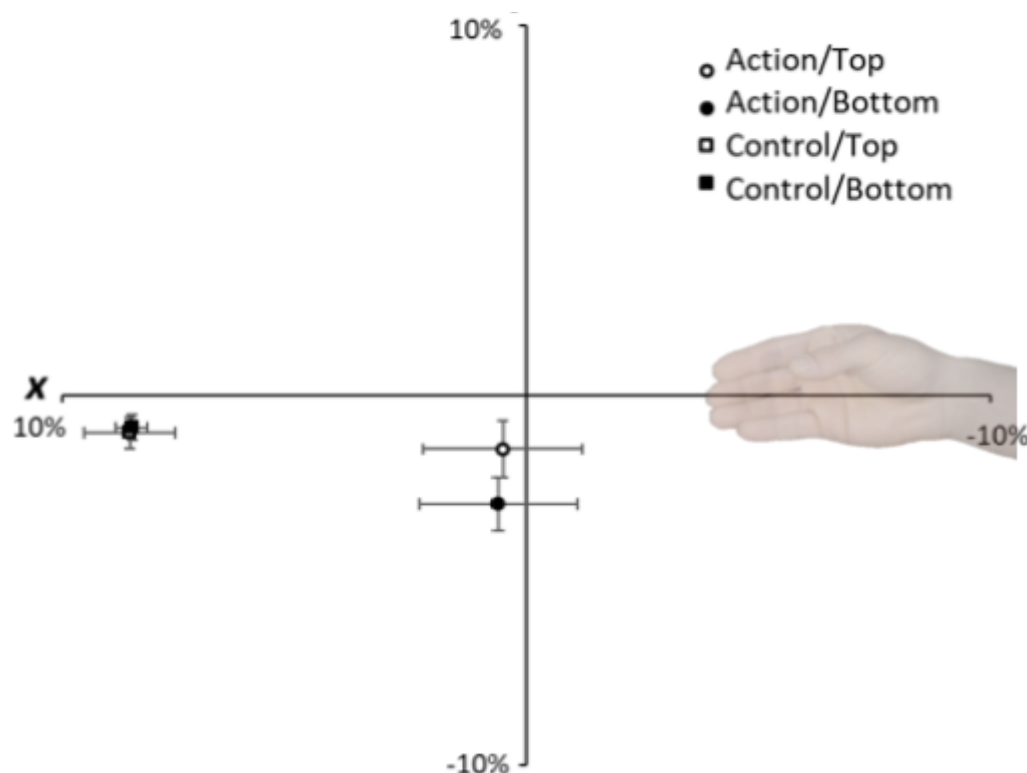 10%
Action/Top
Action/Bottom
Control/Top
Control/Bottom
X
10%
-10%
-10%